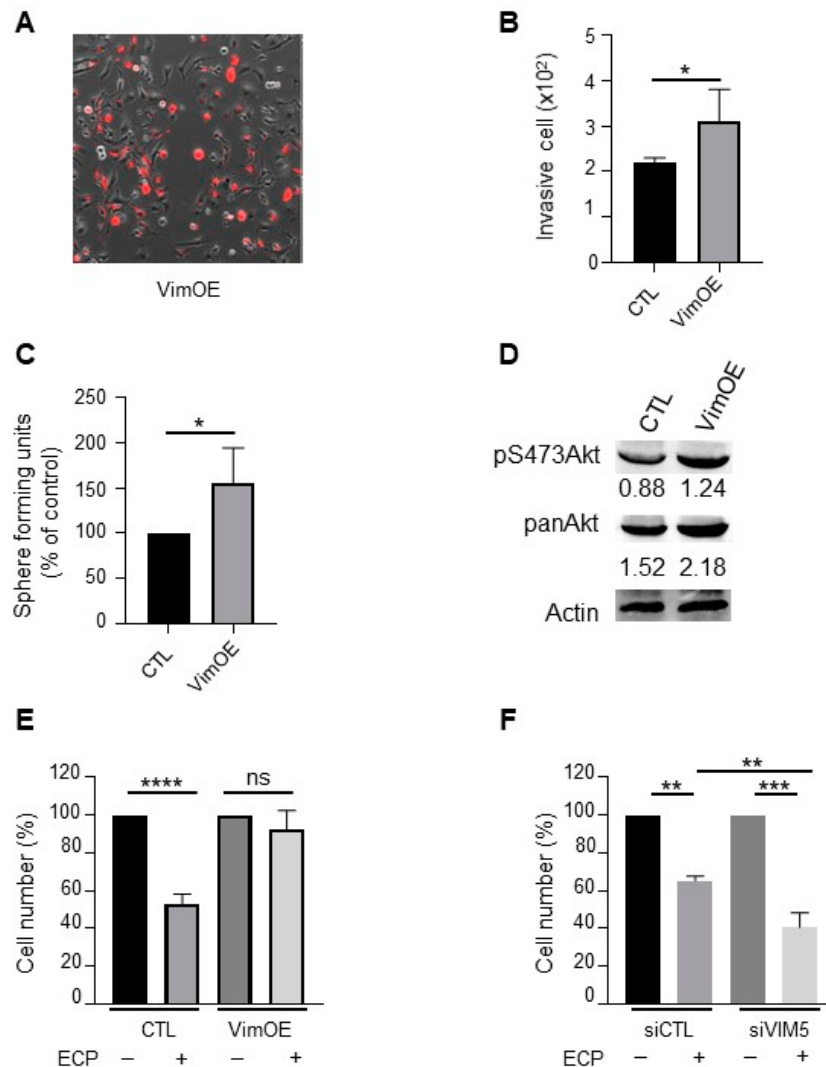 A
VimOE
B
Invasive cell (x10²)
5
4
3
2
1
0
*
CTL
VimOE
C
Sphere forming units
(% of control)
250
200
150
100
50
0
*
CTL
VimOE
D
CTL VimOE
pS473Akt
0.88 1.24
panAkt
1.52 2.18
Actin
E
Cell number (%)
120
100
80
60
40
20
0
**** ns
CTL VimOE
ECP – + – +
F
Cell number (%)
120
100
80
60
40
20
0
**
** ***
siCTL siVIM5
ECP – + – +